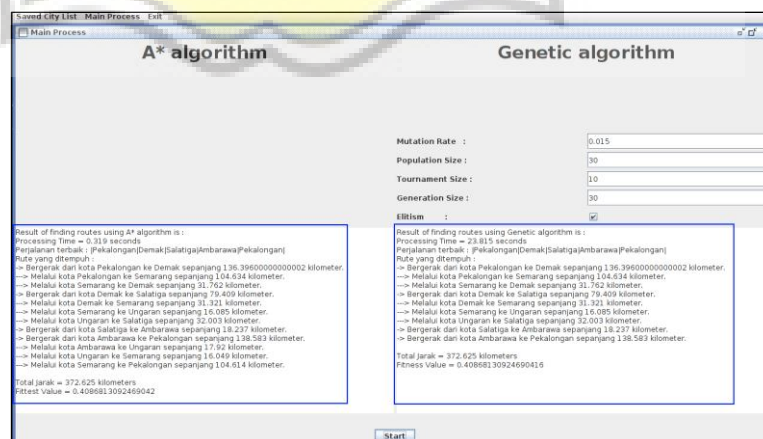 Saved City List Main Process Exit
Main Process
A* algorithm
Genetic algorithm
Mutation Rate :
0.015
Population Size :
30
Tournament Size :
10
Generation Size :
30
Elitism :
Result of finding routes using A* algorithm is :
Processing Time = 0.319 seconds
Perjalanan terbaik : |Pekalongan|Demak|Salatiga|Ambarawa|Pekalongan|
Rute yang ditempuh :
-> Bergerak dari kota Pekalongan ke Demak sepanjang 136.39600000000002 kilometer.
---> Melalui kota Pekalongan ke Semarang sepanjang 104.634 kilometer.
---> Melalui kota Semarang ke Demak sepanjang 31.762 kilometer.
-> Bergerak dari kota Demak ke Salatiga sepanjang 79.409 kilometer.
---> Melalui kota Demak ke Semarang sepanjang 31.321 kilometer.
---> Melalui kota Semarang ke Ungaran sepanjang 16.085 kilometer.
---> Melalui kota Ungaran ke Salatiga sepanjang 32.003 kilometer.
-> Bergerak dari kota Salatiga ke Ambarawa sepanjang 18.237 kilometer.
-> Bergerak dari kota Ambarawa ke Pekalongan sepanjang 138.583 kilometer.
---> Melalui kota Ambarawa ke Ungaran sepanjang 17.92 kilometer.
---> Melalui kota Ungaran ke Semarang sepanjang 16.049 kilometer.
---> Melalui kota Semarang ke Pekalongan sepanjang 104.614 kilometer.
Total Jarak = 372.625 kilometers
Fittest Value = 0.4086813092469042
Result of finding routes using Genetic algorithm is :
Processing Time = 23.815 seconds
Perjalanan terbaik : |Pekalongan|Demak|Salatiga|Ambarawa|Pekalongan|
Rute yang ditempuh :
-> Bergerak dari kota Pekalongan ke Demak sepanjang 136.39600000000002 kilometer.
---> Melalui kota Pekalongan ke Semarang sepanjang 104.634 kilometer.
---> Melalui kota Semarang ke Demak sepanjang 31.762 kilometer.
-> Bergerak dari kota Demak ke Salatiga sepanjang 79.409 kilometer.
---> Melalui kota Demak ke Semarang sepanjang 31.321 kilometer.
---> Melalui kota Semarang ke Ungaran sepanjang 16.085 kilometer.
---> Melalui kota Ungaran ke Salatiga sepanjang 32.003 kilometer.
-> Bergerak dari kota Salatiga ke Ambarawa sepanjang 18.237 kilometer.
-> Bergerak dari kota Ambarawa ke Pekalongan sepanjang 138.583 kilometer.
Total Jarak = 372.625 kilometers
Fitness Value = 0.40868130924690416
Start